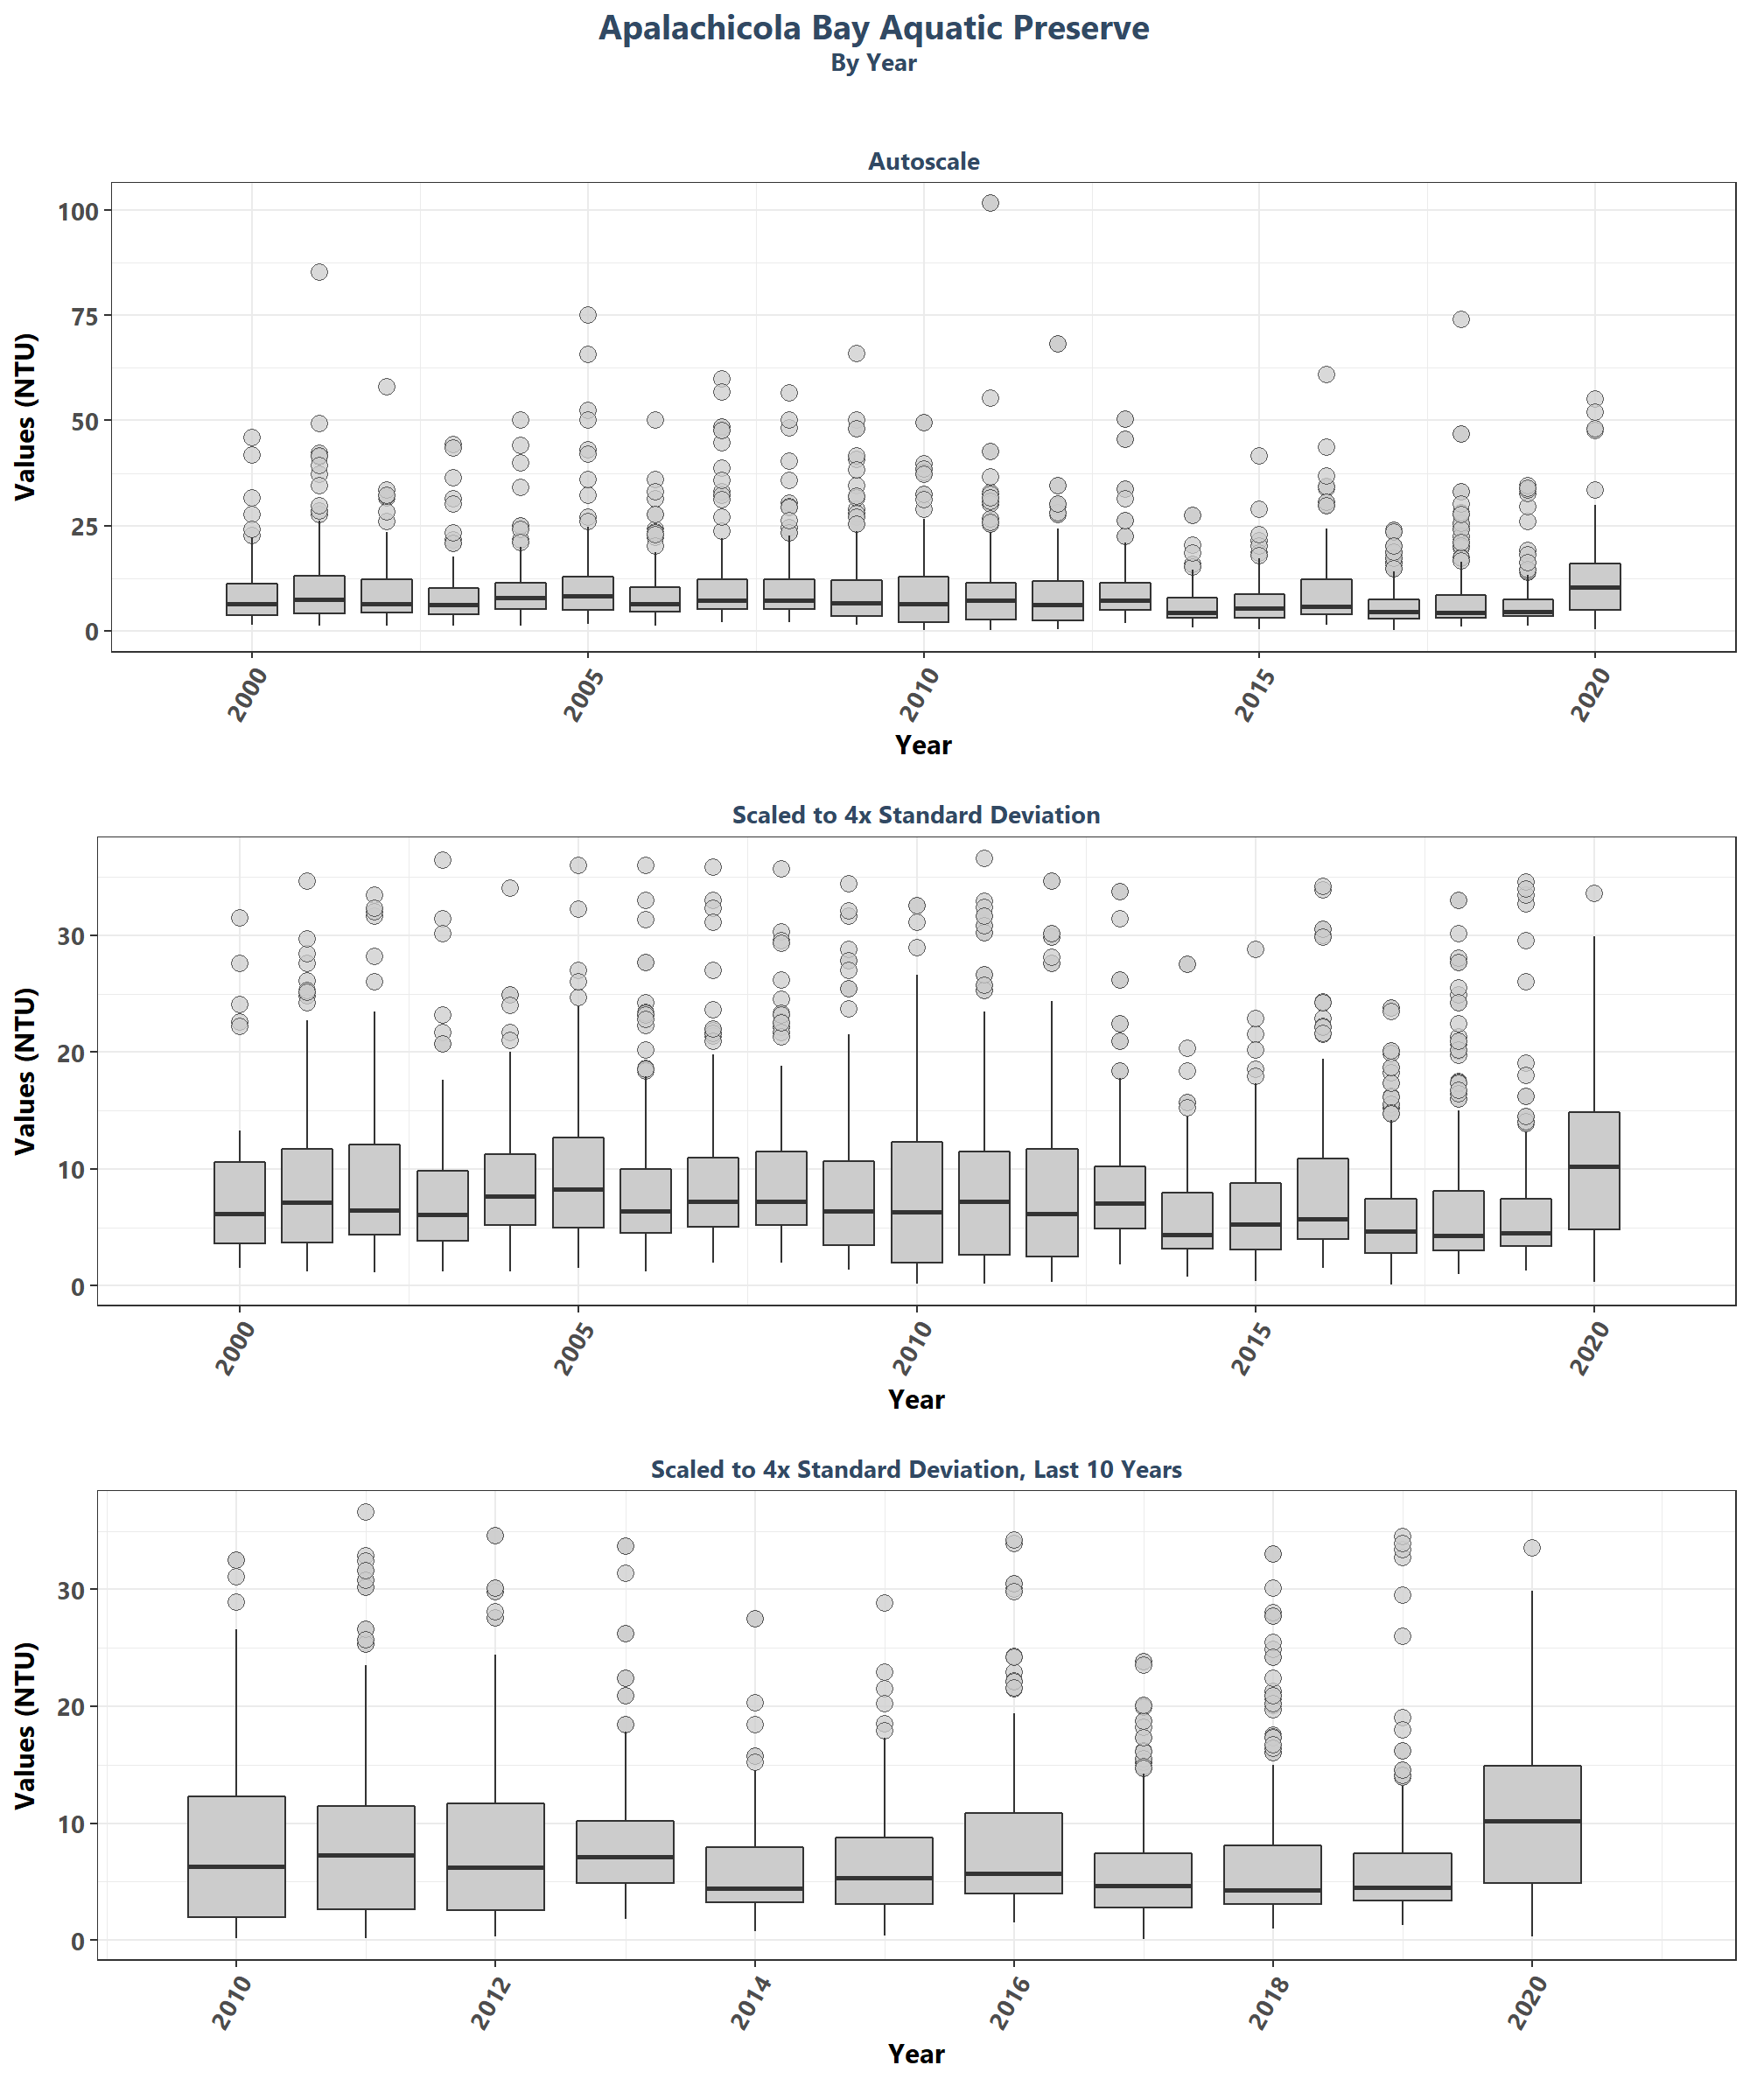 Apalachicola Bay Aquatic Preserve
By Year
Autoscale
Values (NTU)
100
75
50
25
0
2000 2005 2010 2015 2020
Year
Scaled to 4x Standard Deviation
Values (NTU)
30
20
10
0
2000 2005 2010 2015 2020
Year
Scaled to 4x Standard Deviation, Last 10 Years
Values (NTU)
30
20
10
0
2010 2012 2014 2016 2018 2020
Year